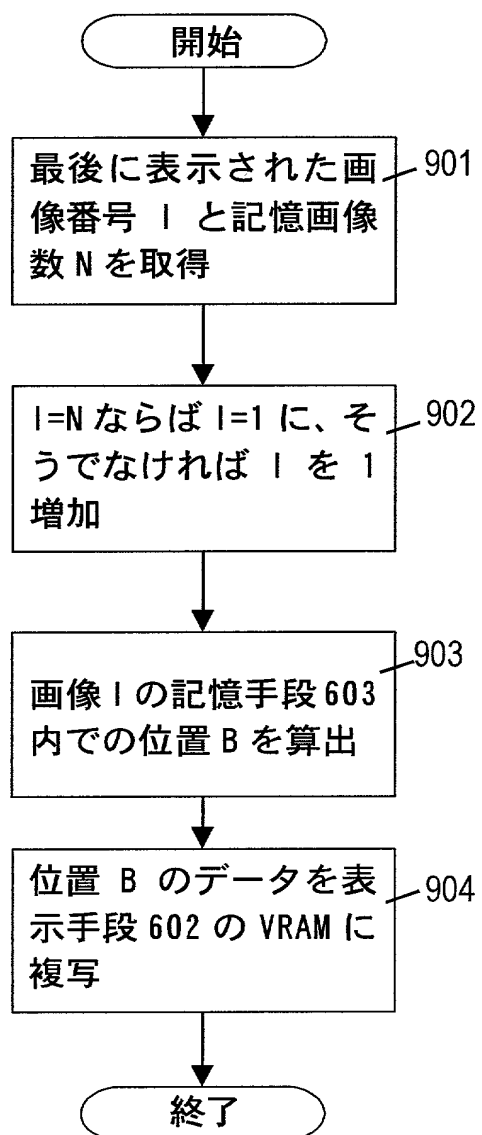 開始
最後に表示された画
像番号 I と記憶画像
数 N を取得
901
I=N ならば I=1 に、そ
うでなければ I を 1
増加
902
画像 I の記憶手段 603
内での位置 B を算出
903
位置 B のデータを表
示手段 602 の VRAM に
複写
904
終了